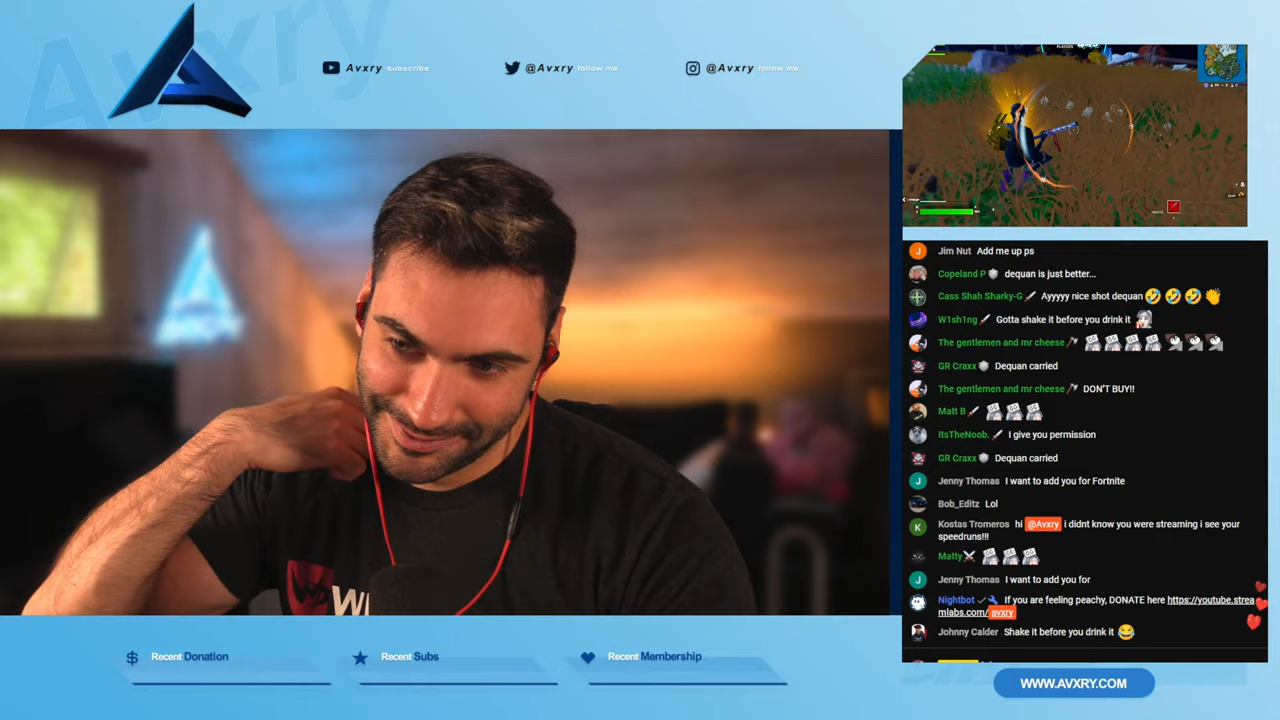 Avxry
Avxry subscribe
@Avxry follow me
@Avxry follow me
Jim Nut Add me up ps
Copeland P dequan is just better...
Cass Shah Sharky-G Ayyyyy nice shot dequan 🤣 🤣 🤣 👏
W1sh1ng Gotta shake it before you drink it
The gentlemen and mr cheese
GR Craxx Dequan carried
The gentlemen and mr cheese DON'T BUY!!
Matt B
ItsTheNoob. I give you permission
GR Craxx Dequan carried
J Jenny Thomas I want to add you for Fortnite
Bob_Editz Lol
K Kostas Tromeros hi @Avxry i didnt know you were streaming i see your
speedruns!!!
Matty
J Jenny Thomas I want to add you for
Nightbot If you are feeling peachy, DONATE here https://youtube.strea
mlabs.com/avxry
Johnny Calder Shake it before you drink it 😂
Recent Donation
Recent Subs
Recent Membership
WWW.AVXRY.COM